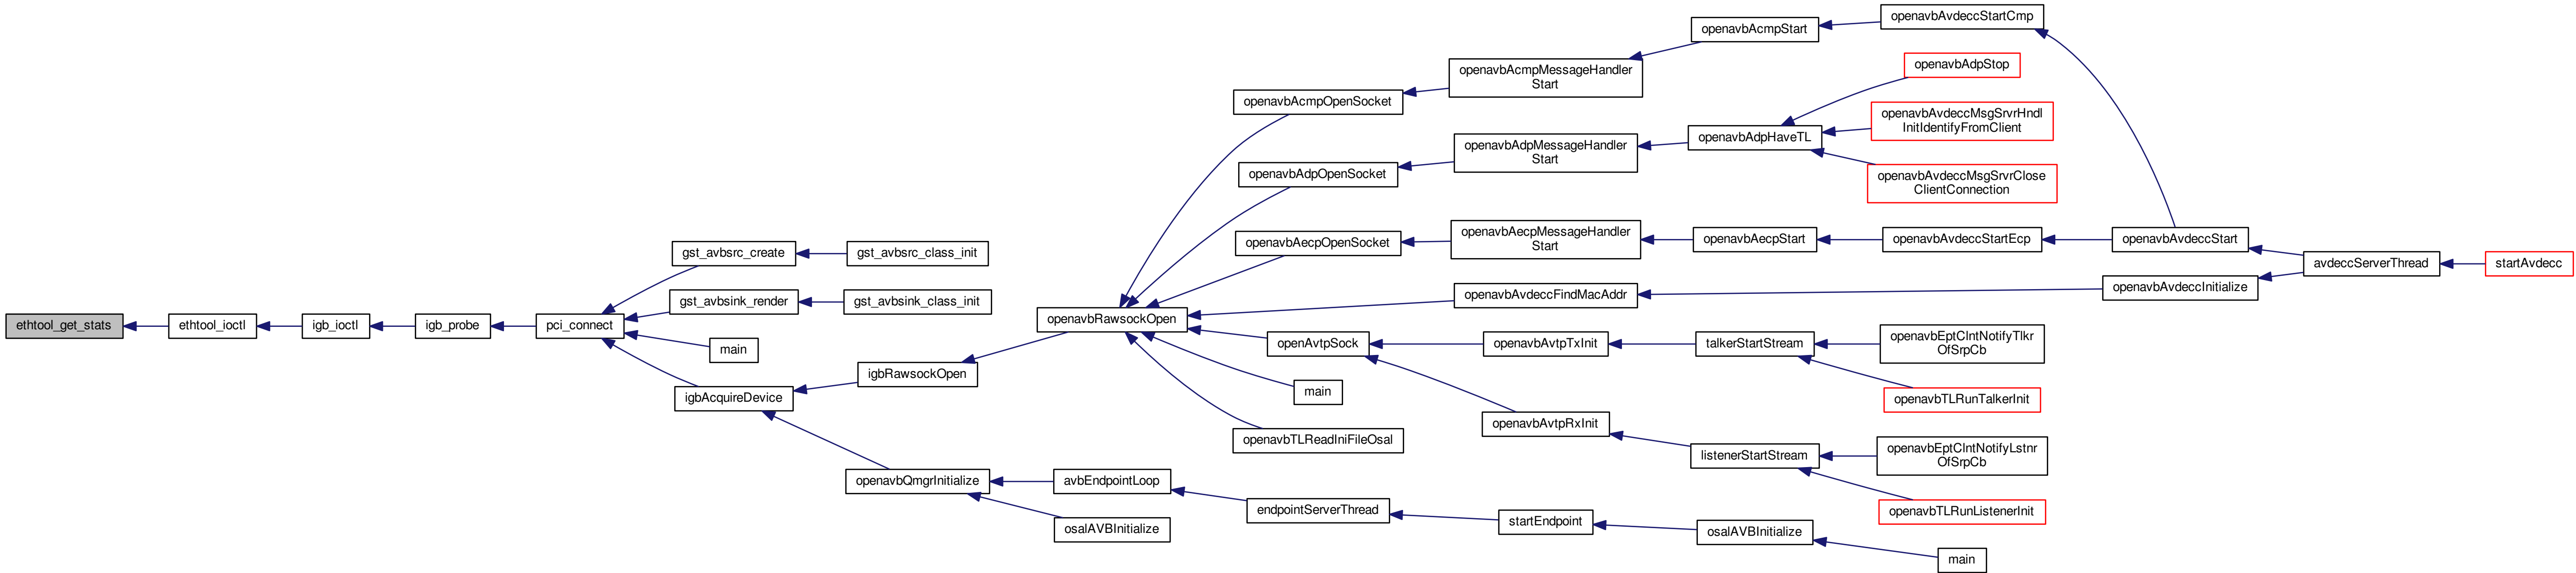 openavbAvdeccStartCmp
openavbAcmpStart
openavbAdpStop
openavbAcmpMessageHandler
Start
openavbAcmpOpenSocket
openavbAvdeccMsgSrvrHndl
InitIdentifyFromClient
openavbAdpHaveTL
openavbAdpMessageHandler
Start
openavbAdpOpenSocket
openavbAvdeccMsgSrvrClose
ClientConnection
openavbAecpMessageHandler
Start
openavbAecpOpenSocket
openavbAecpStart
openavbAvdeccStartEcp
openavbAvdeccStart
gst_avbsrc_create
gst_avbsrc_class_init
avdeccServerThread
startAvdecc
openavbAvdeccInitialize
openavbAvdeccFindMacAddr
gst_avbsink_render
gst_avbsink_class_init
openavbRawsockOpen
ethtool_get_stats
ethtool_ioctl
igb_ioctl
igb_probe
pci_connect
openAvtpSock
openavbAvtpTxInit
talkerStartStream
openavbEptClntNotifyTlkr
OfSrpCb
main
igbRawsockOpen
main
igbAcquireDevice
openavbTLRunTalkerInit
openavbAvtpRxInit
openavbTLReadIniFileOsal
listenerStartStream
openavbEptClntNotifyLstnr
OfSrpCb
openavbQmgrInitialize
avbEndpointLoop
endpointServerThread
openavbTLRunListenerInit
osalAVBInitialize
startEndpoint
osalAVBInitialize
main